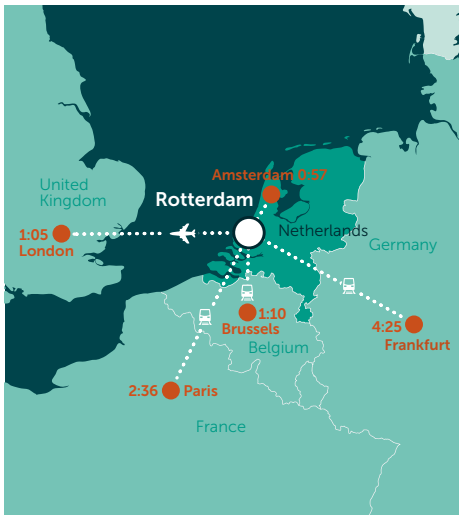 Amsterdam 0:57
United
Kingdom
Rotterdam
1:05
London
Netherlands
Germany
1:10
Brussels
Belgium
4:25
Frankfurt
2:36 Paris
France